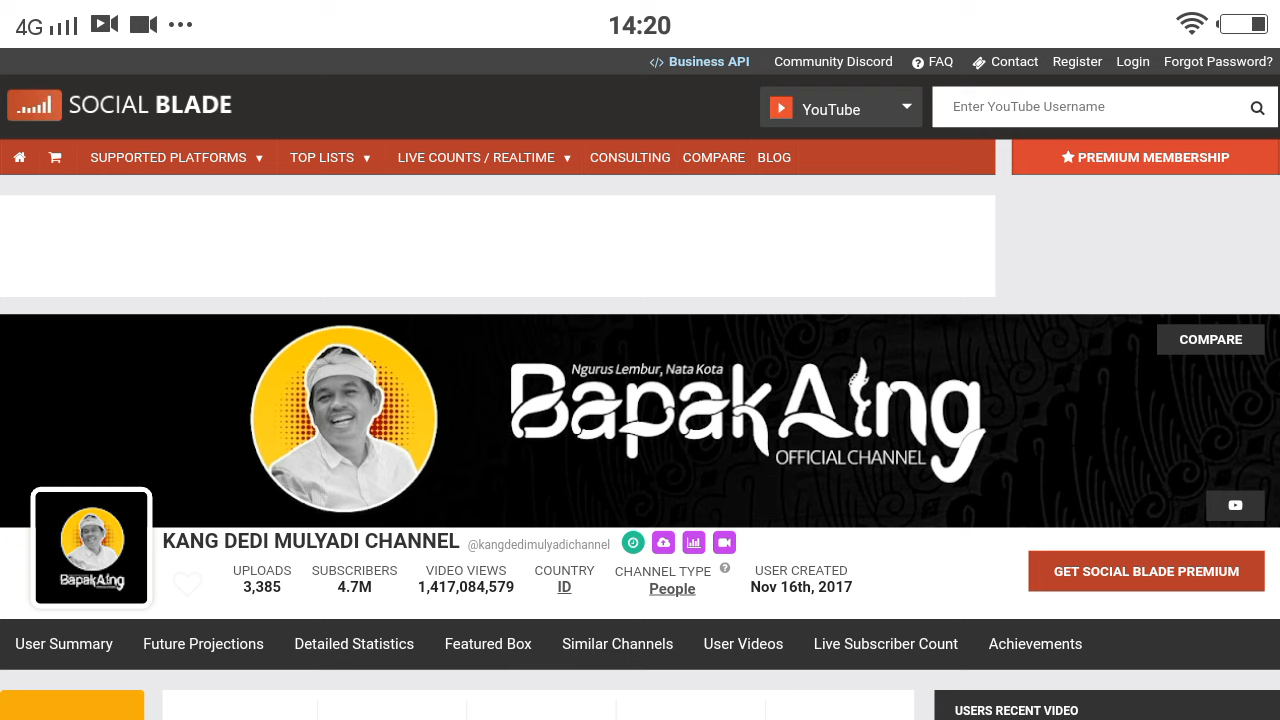 4G
14:20
Business API
Community Discord
FAQ
Contact
Register
Login
Forgot Password?
SOCIAL BLADE
YouTube
Enter YouTube Username
SUPPORTED PLATFORMS
TOP LISTS
LIVE COUNTS / REALTIME
CONSULTING
COMPARE
BLOG
PREMIUM MEMBERSHIP
COMPARE
Ngurus Lembur, Nata Kota
BapakAing
OFFICIAL CHANNEL
BapakAing
KANG DEDI MULYADI CHANNEL @kangdedimulyadichannel
UPLOADS
3,385
SUBSCRIBERS
4.7M
VIDEO VIEWS
1,417,084,579
COUNTRY
ID
CHANNEL TYPE
People
USER CREATED
Nov 16th, 2017
GET SOCIAL BLADE PREMIUM
User Summary
Future Projections
Detailed Statistics
Featured Box
Similar Channels
User Videos
Live Subscriber Count
Achievements
USERS RECENT VIDEO